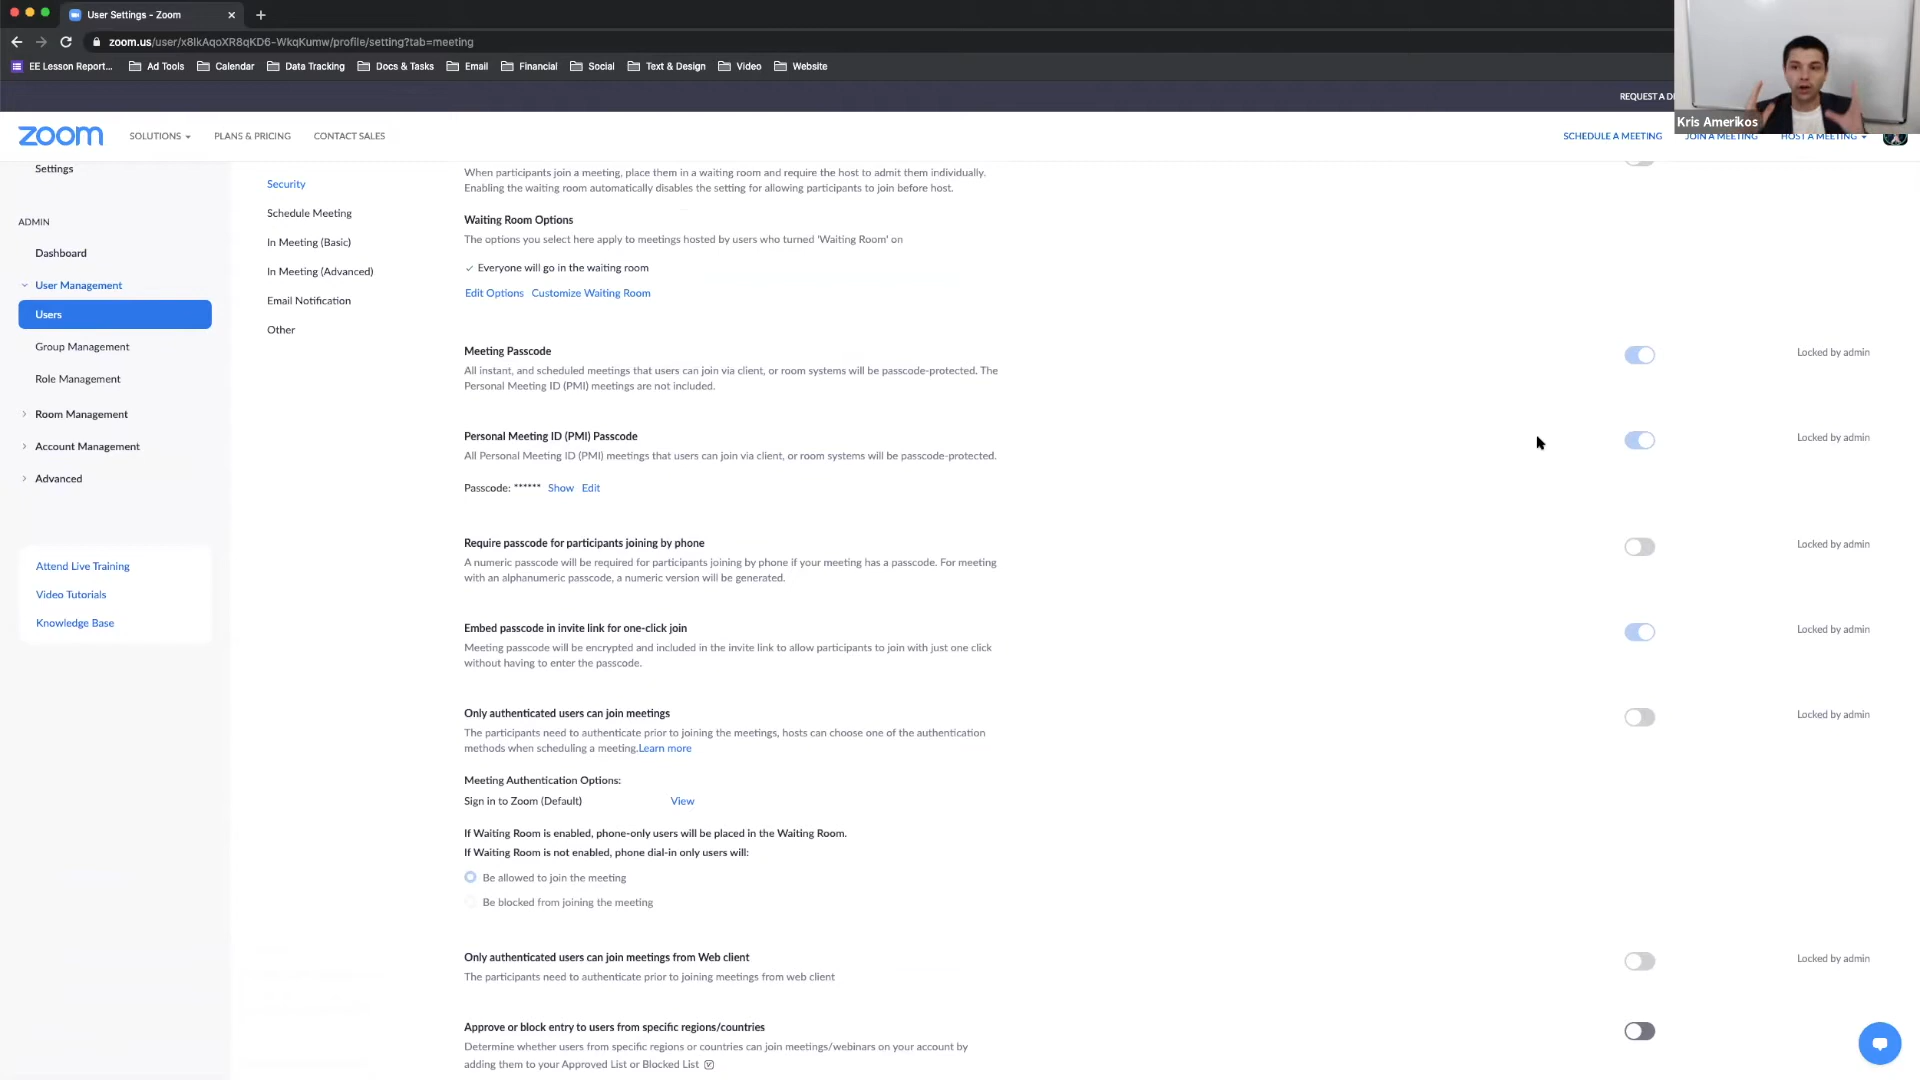 User Settings - Zoom
zoom.us/user/x8lkAqoXR8qKD6-WkqKumw/profile/setting?tab=meeting
EE Lesson Report... Ad Tools Calendar Data Tracking Docs & Tasks Email Financial Social Text & Design Video Website
REQUEST A D
Kris Amerikos
zoom SOLUTIONS PLANS & PRICING CONTACT SALES SCHEDULE A MEETING JOIN A MEETING HOST A MEETING
Settings
ADMIN
Dashboard
User Management
Users
Group Management
Role Management
Room Management
Account Management
Advanced
Attend Live Training
Video Tutorials
Knowledge Base
Security
Schedule Meeting
In Meeting (Basic)
In Meeting (Advanced)
Email Notification
Other
When participants join a meeting, place them in a waiting room and require the host to admit them individually.
Enabling the waiting room automatically disables the setting for allowing participants to join before host.
Waiting Room Options
The options you select here apply to meetings hosted by users who turned 'Waiting Room' on
Everyone will go in the waiting room
Edit Options Customize Waiting Room
Meeting Passcode
Locked by admin
All instant, and scheduled meetings that users can join via client, or room systems will be passcode-protected. The
Personal Meeting ID (PMI) meetings are not included.
Personal Meeting ID (PMI) Passcode
Locked by admin
All Personal Meeting ID (PMI) meetings that users can join via client, or room systems will be passcode-protected.
Passcode: ****** Show Edit
Require passcode for participants joining by phone
Locked by admin
A numeric passcode will be required for participants joining by phone if your meeting has a passcode. For meeting
with an alphanumeric passcode, a numeric version will be generated.
Embed passcode in invite link for one-click join
Locked by admin
Meeting passcode will be encrypted and included in the invite link to allow participants to join with just one click
without having to enter the passcode.
Only authenticated users can join meetings
Locked by admin
The participants need to authenticate prior to joining the meetings, hosts can choose one of the authentication
methods when scheduling a meeting.Learn more
Meeting Authentication Options:
Sign in to Zoom (Default) View
If Waiting Room is enabled, phone-only users will be placed in the Waiting Room.
If Waiting Room is not enabled, phone dial-in only users will:
Be allowed to join the meeting
Be blocked from joining the meeting
Only authenticated users can join meetings from Web client
Locked by admin
The participants need to authenticate prior to joining meetings from web client
Approve or block entry to users from specific regions/countries
Determine whether users from specific regions or countries can join meetings/webinars on your account by
adding them to your Approved List or Blocked List